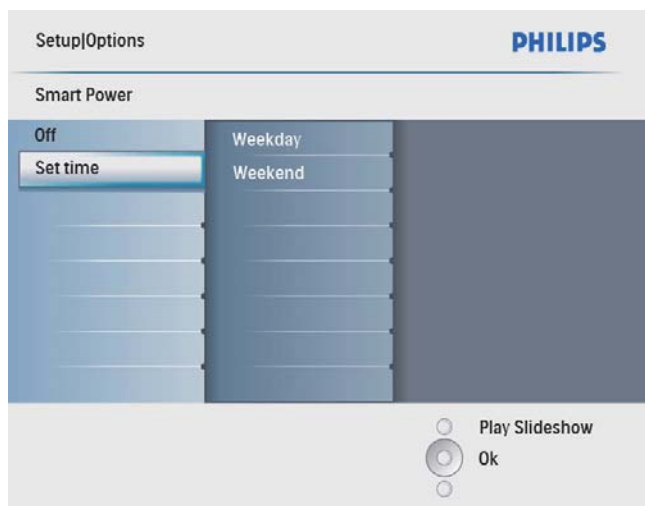 Setup|Options
PHILIPS
Smart Power
Off
Weekday
Set time
Weekend
Play Slideshow
Ok